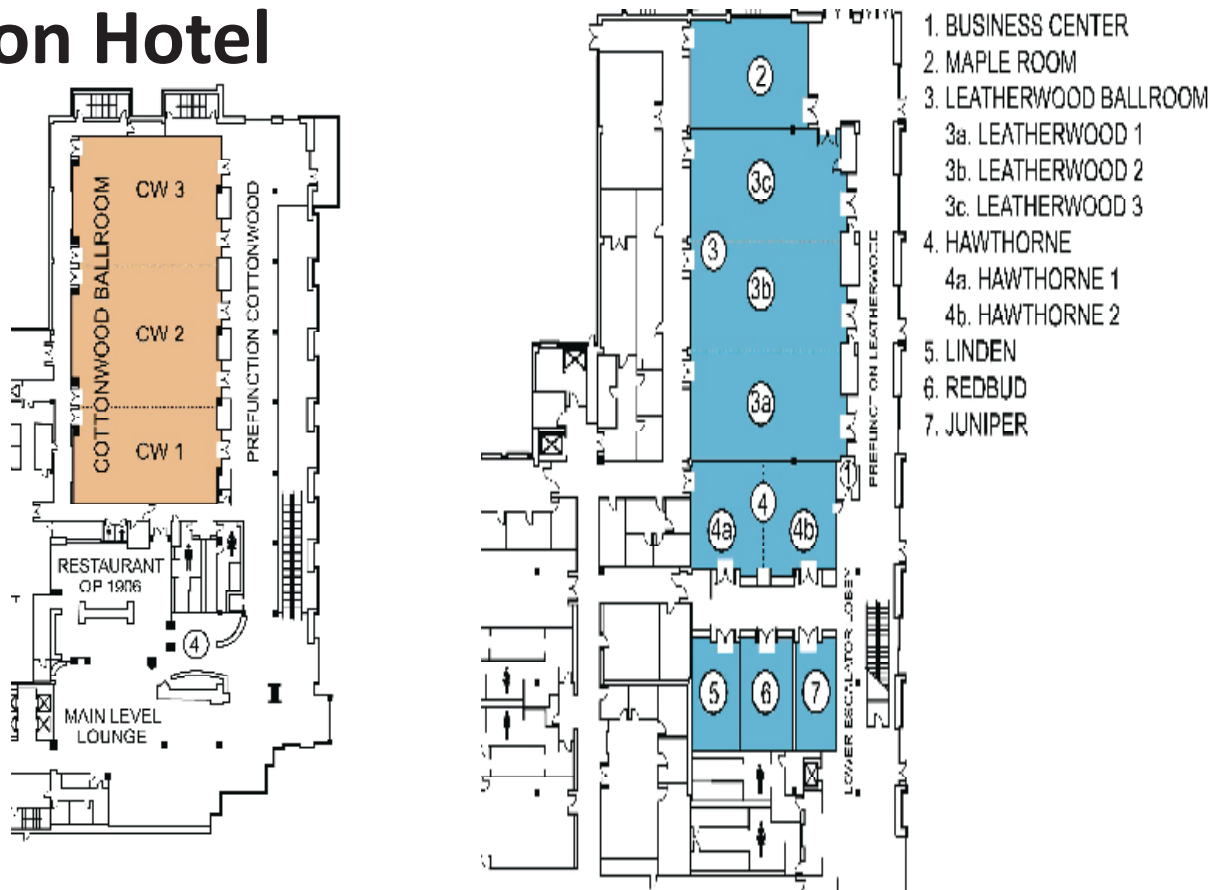 on Hotel
CW 3
CW 2
CW 1
COTTONWOOD BALLROOM
PREFUNCTION COTTONWOOD
RESTAURANT
OP 1906
4
MAIN LEVEL
LOUNGE
I
2
3c
3
3b
3a
1
4
4a
4b
5
6
7
PREFUNCTION LEATHERWOOD
LOWER ESCALATOR LOBBY
1. BUSINESS CENTER
2. MAPLE ROOM
3. LEATHERWOOD BALLROOM
3a. LEATHERWOOD 1
3b. LEATHERWOOD 2
3c. LEATHERWOOD 3
4. HAWTHORNE
4a. HAWTHORNE 1
4b. HAWTHORNE 2
5. LINDEN
6. REDBUD
7. JUNIPER